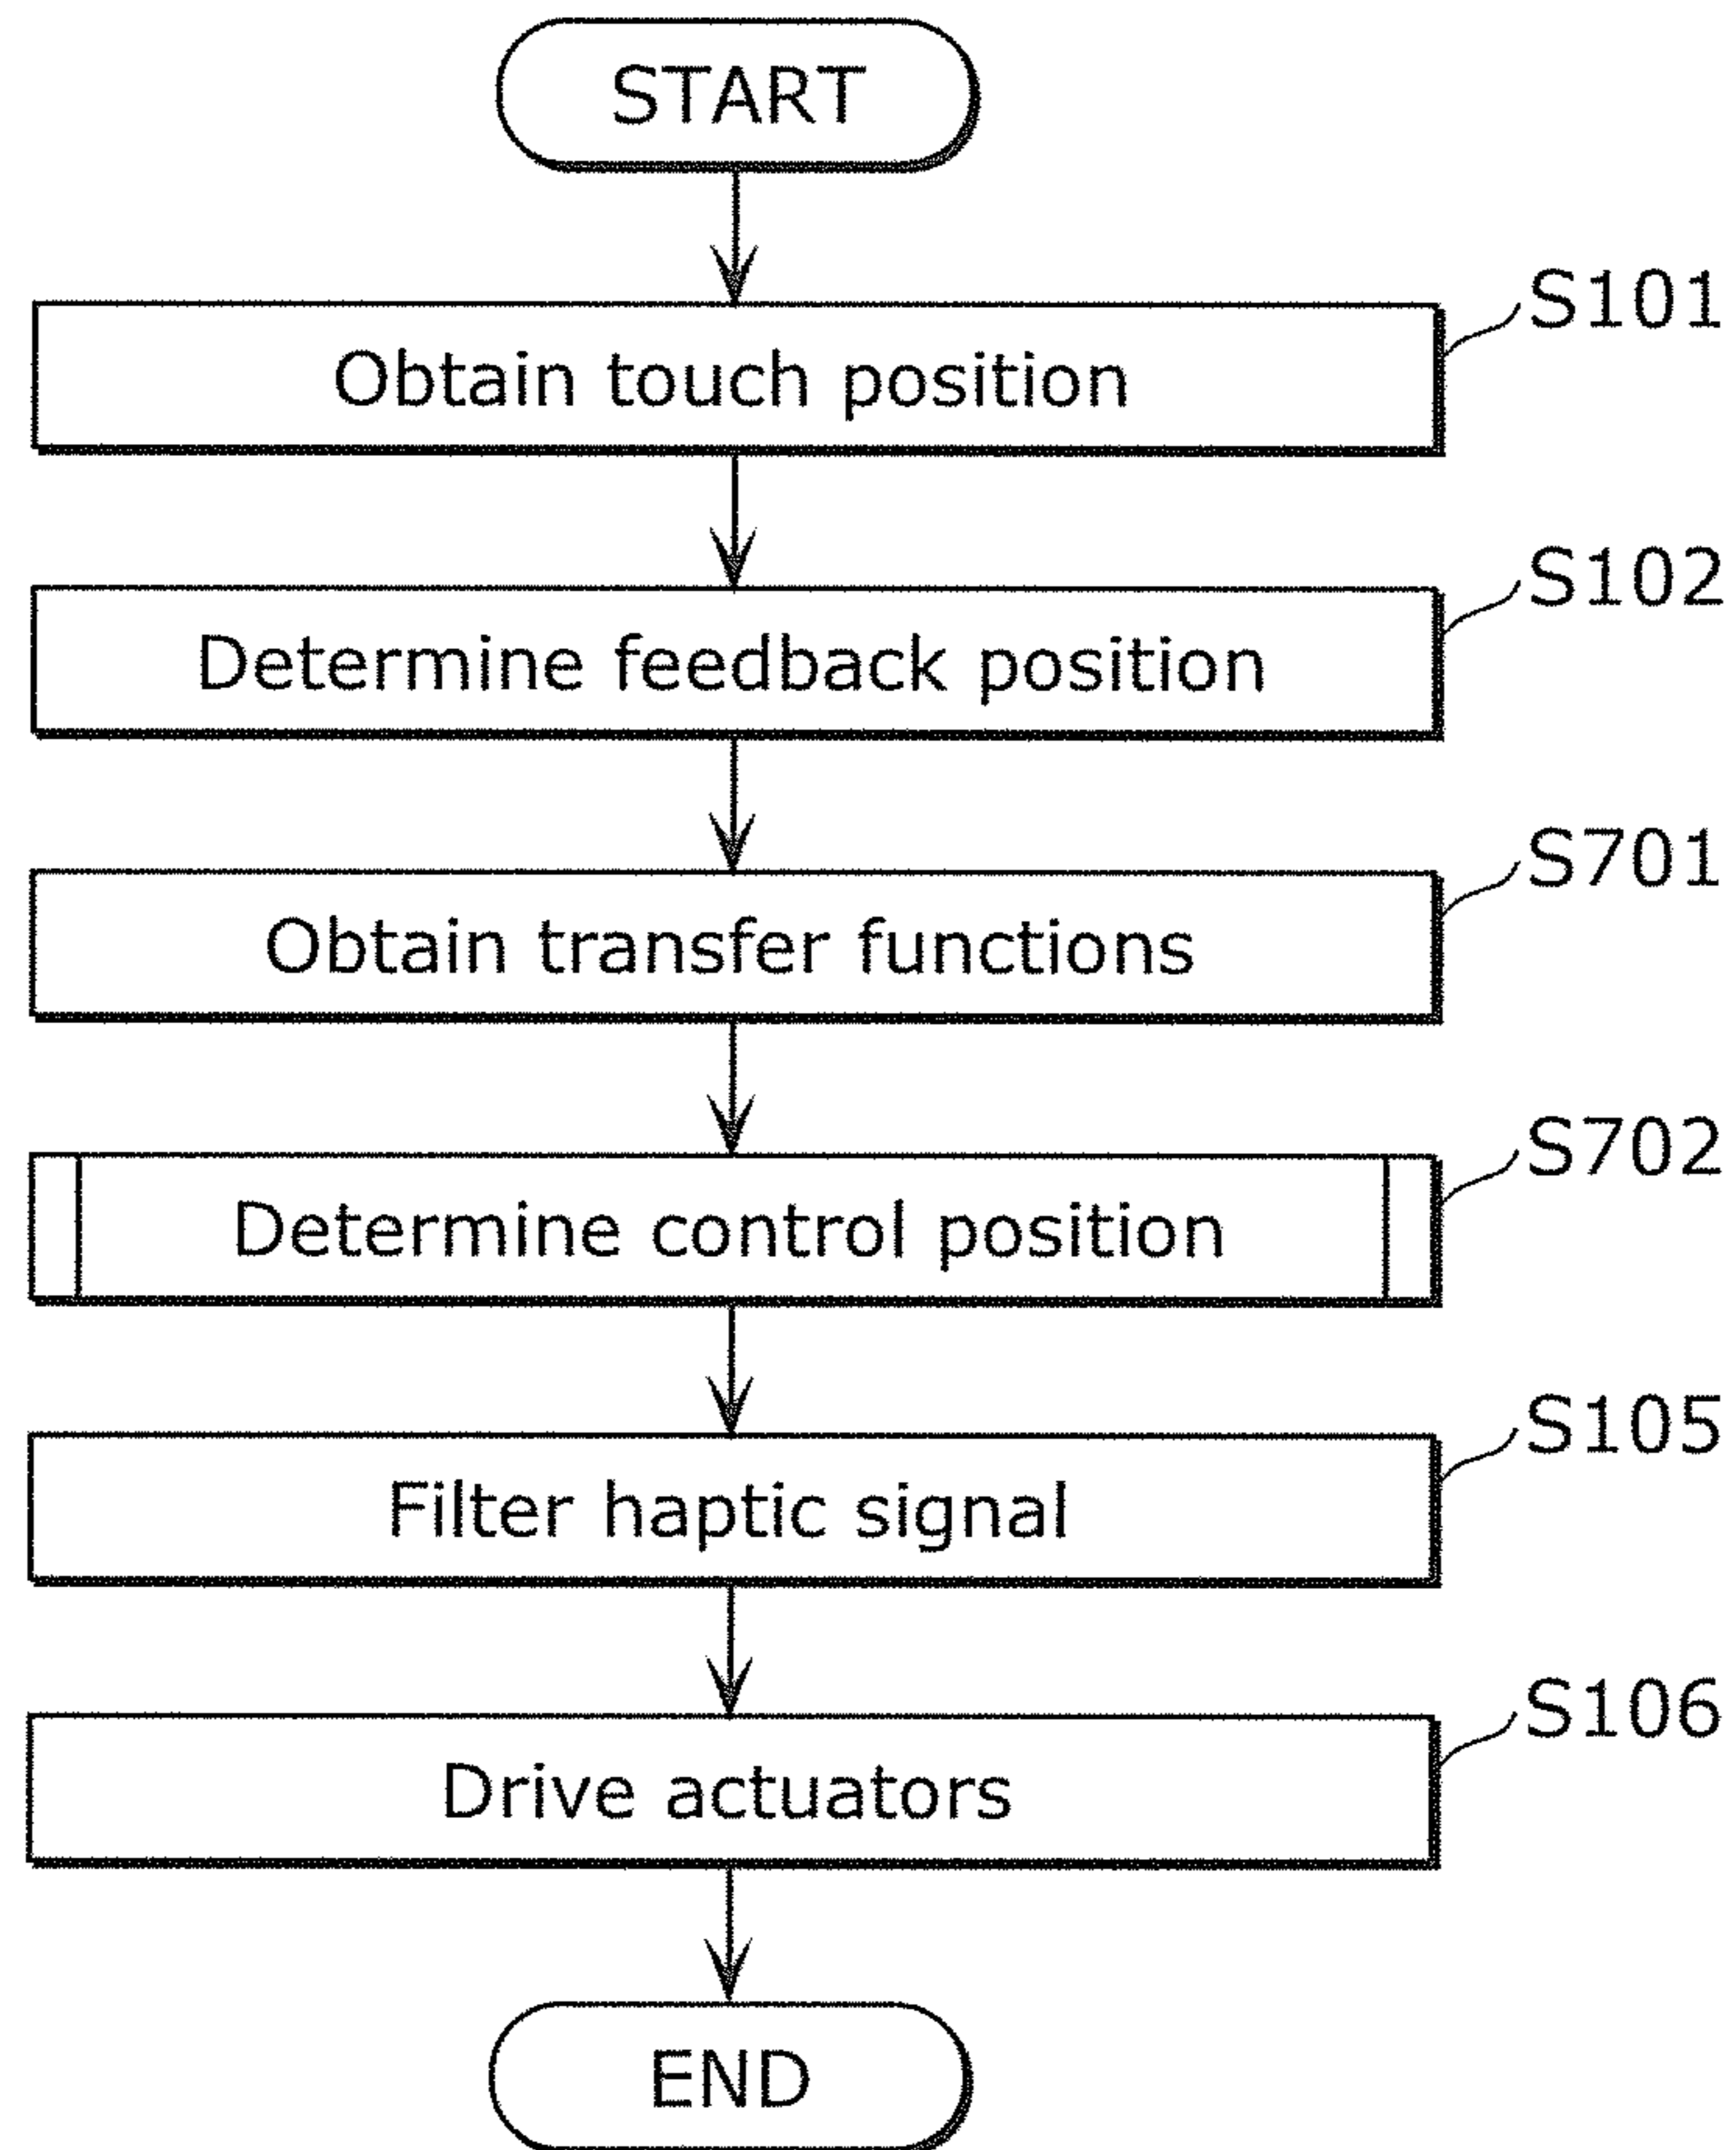 START
S101
Obtain touch position
S102
Determine feedback position
S701
Obtain transfer functions
S702
Determine control position
S105
Filter haptic signal
S106
Drive actuators
END